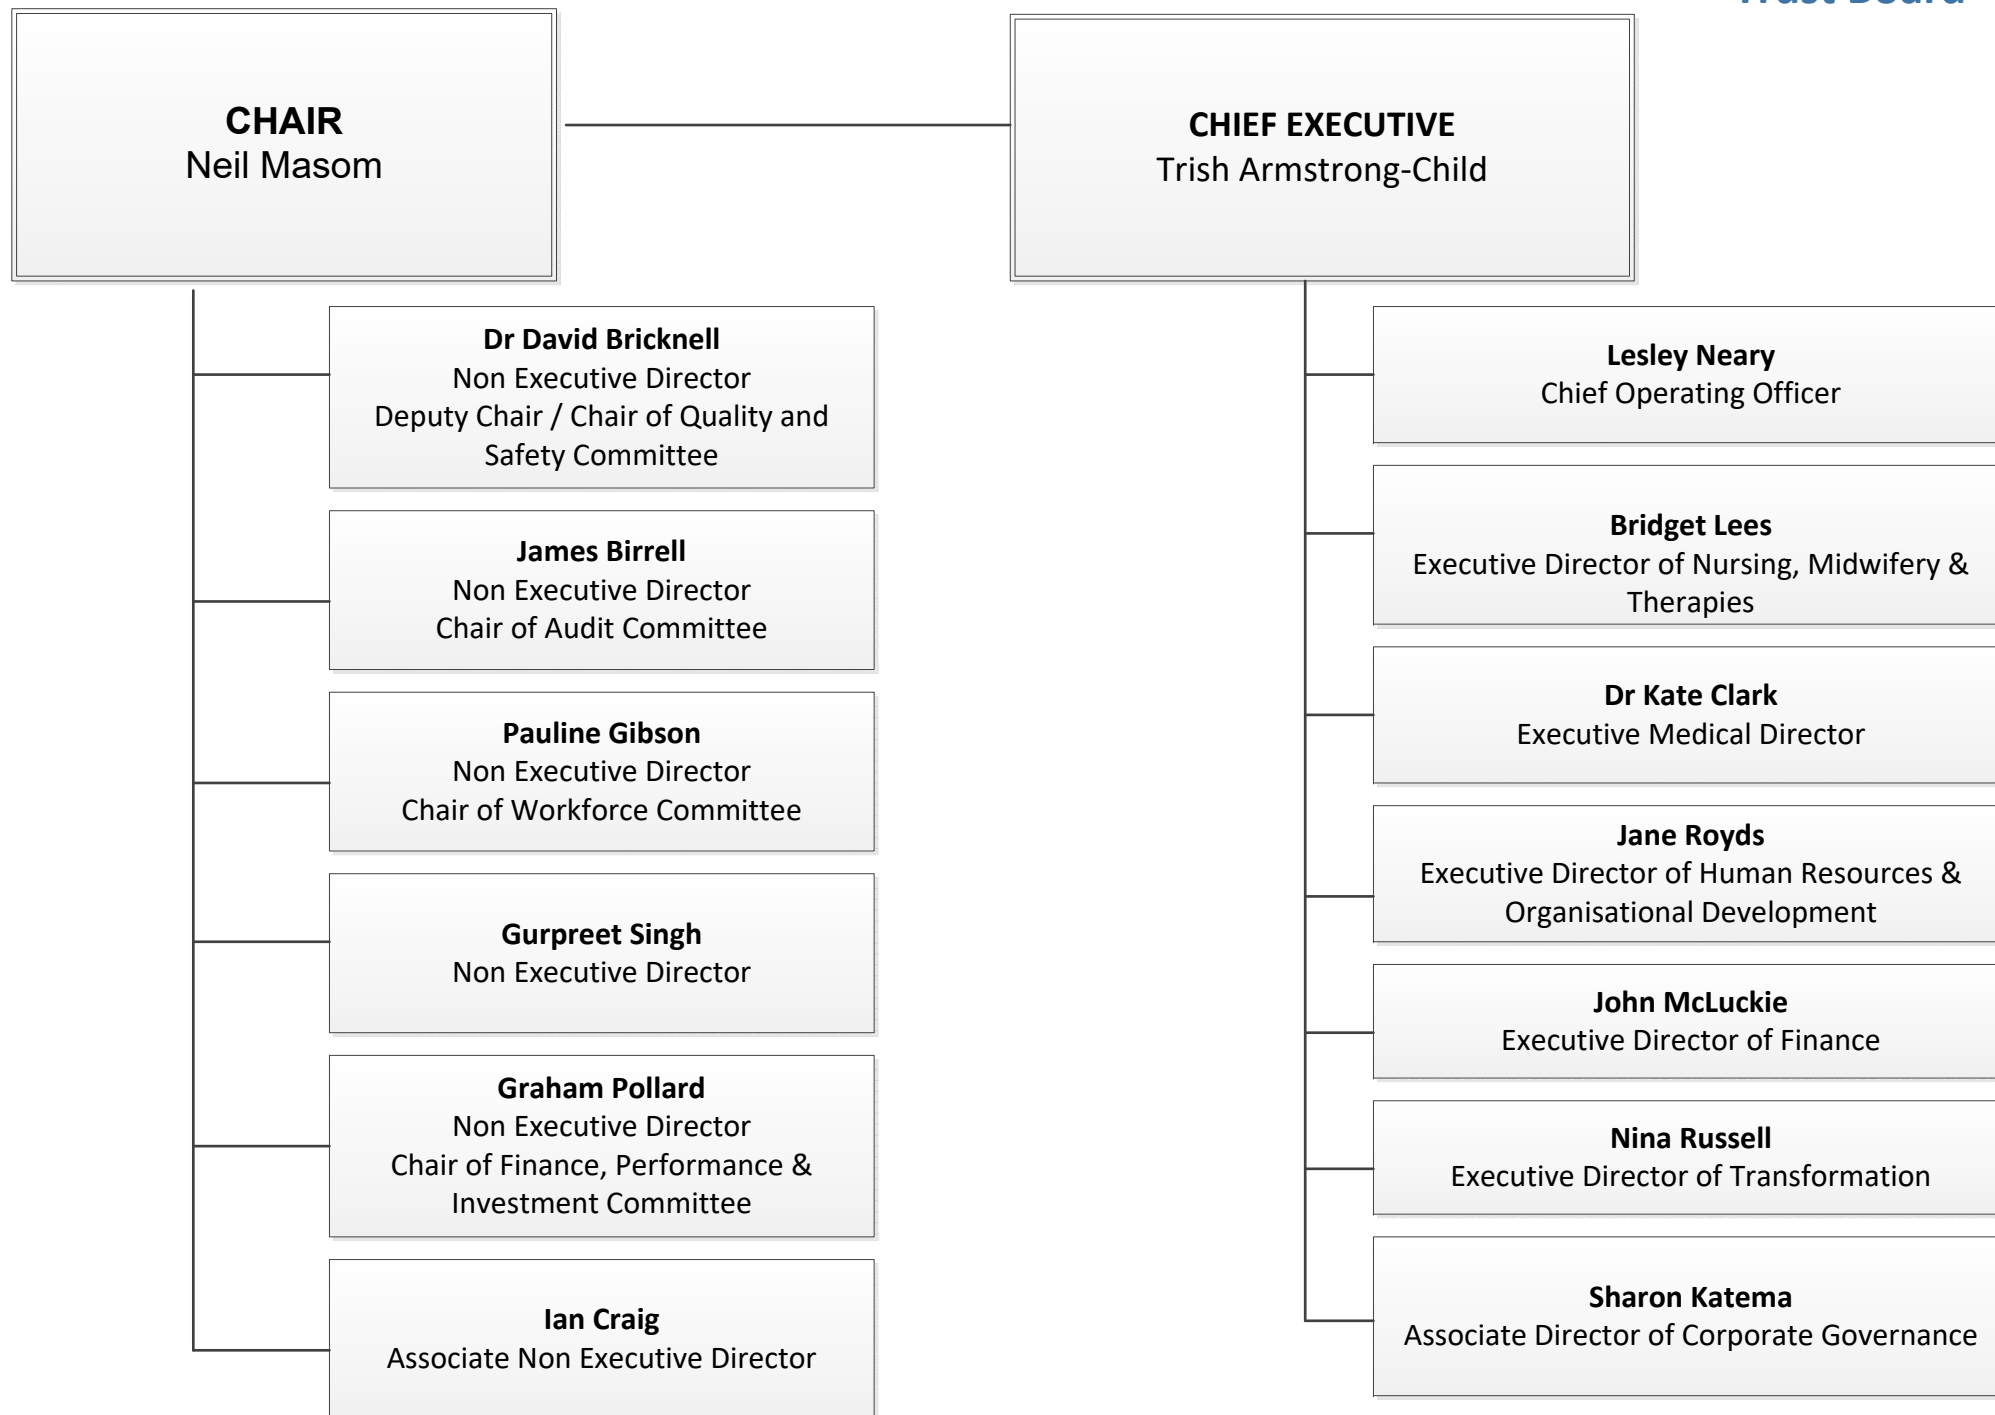 Trust Board
CHAIR
Neil Masom
CHIEF EXECUTIVE
Trish Armstrong-Child
Dr David Bricknell
Non Executive Director
Deputy Chair / Chair of Quality and
Safety Committee
James Birrell
Non Executive Director
Chair of Audit Committee
Pauline Gibson
Non Executive Director
Chair of Workforce Committee
Gurpreet Singh
Non Executive Director
Graham Pollard
Non Executive Director
Chair of Finance, Performance &
Investment Committee
Ian Craig
Associate Non Executive Director
Lesley Neary
Chief Operating Officer
Bridget Lees
Executive Director of Nursing, Midwifery &
Therapies
Dr Kate Clark
Executive Medical Director
Jane Royds
Executive Director of Human Resources &
Organisational Development
John McLuckie
Executive Director of Finance
Nina Russell
Executive Director of Transformation
Sharon Katema
Associate Director of Corporate Governance